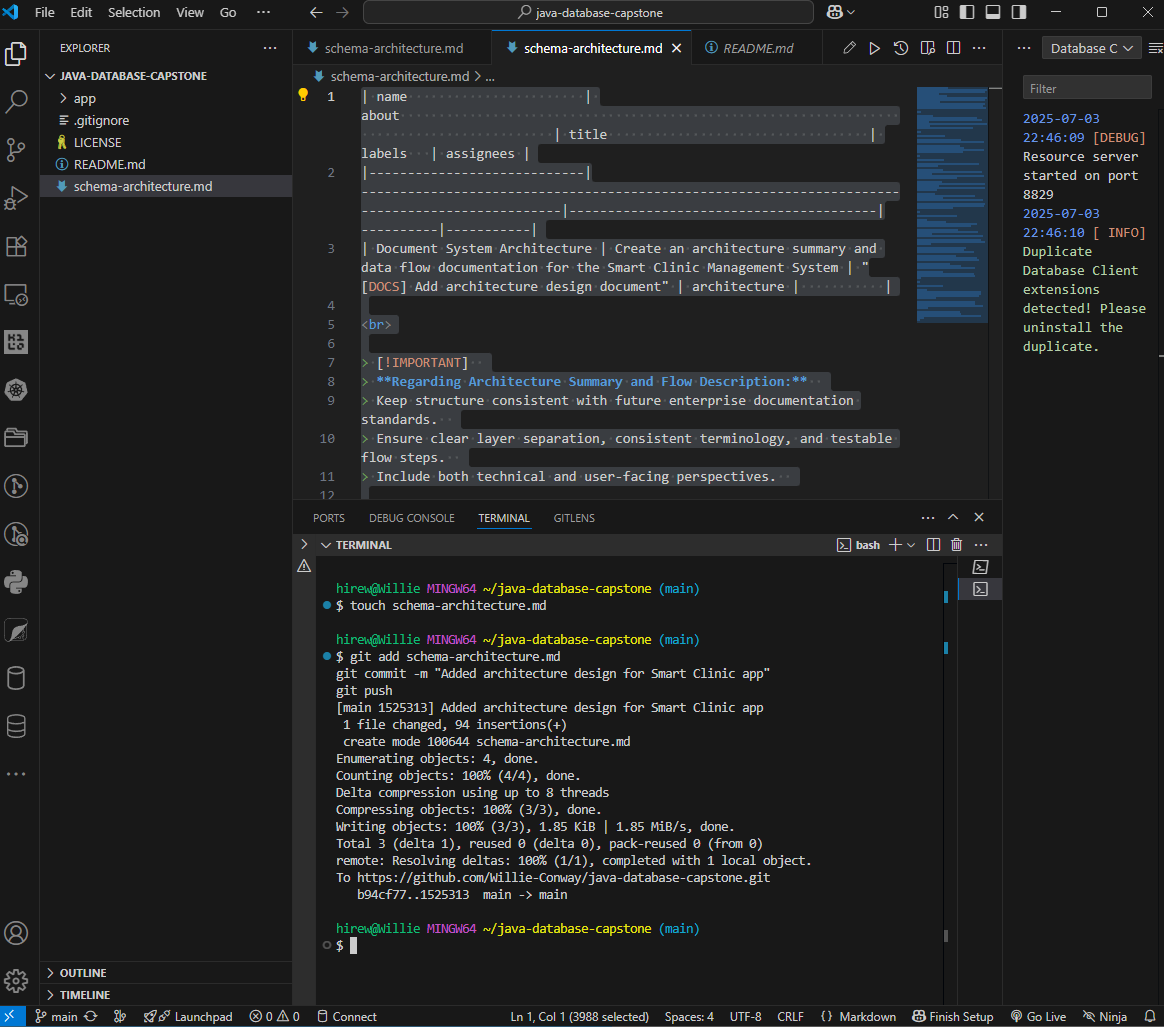 File Edit Selection View Go ··· java-database-capstone
EXPLORER
JAVA-DATABASE-CAPSTONE
app
.gitignore
LICENSE
README.md
schema-architecture.md
OUTLINE
TIMELINE
schema-architecture.md schema-architecture.md README.md
schema-architecture.md > ...
1 | name |
about
| title |
labels | assignees |
2 |----------------------------|
-----------------------------------------------------------------------
---------------------------|-----------------------------------------|
----------|-----------|
3 | Document System Architecture | Create an architecture summary and
data flow documentation for the Smart Clinic Management System | "
[DOCS] Add architecture design document" | architecture | |
4
5 <br>
6
7 > [!IMPORTANT]
8 > **Regarding Architecture Summary and Flow Description:**
9 > Keep structure consistent with future enterprise documentation
standards.
10 > Ensure clear layer separation, consistent terminology, and testable
flow steps.
11 > Include both technical and user-facing perspectives.
12
PORTS DEBUG CONSOLE TERMINAL GITLENS
TERMINAL bash
hirew@Willie MINGW64 ~/java-database-capstone (main)
$ touch schema-architecture.md
hirew@Willie MINGW64 ~/java-database-capstone (main)
$ git add schema-architecture.md
git commit -m "Added architecture design for Smart Clinic app"
git push
[main 1525313] Added architecture design for Smart Clinic app
1 file changed, 94 insertions(+)
create mode 100644 schema-architecture.md
Enumerating objects: 4, done.
Counting objects: 100% (4/4), done.
Delta compression using up to 8 threads
Compressing objects: 100% (3/3), done.
Writing objects: 100% (3/3), 1.85 KiB | 1.85 MiB/s, done.
Total 3 (delta 1), reused 0 (delta 0), pack-reused 0 (from 0)
remote: Resolving deltas: 100% (1/1), completed with 1 local object.
To https://github.com/Willie-Conway/java-database-capstone.git
b94cf77..1525313 main -> main
hirew@Willie MINGW64 ~/java-database-capstone (main)
$
Database C
Filter
2025-07-03
22:46:09 [DEBUG]
Resource server
started on port
8829
2025-07-03
22:46:10 [ INFO]
Duplicate
Database Client
extensions
detected! Please
uninstall the
duplicate.
main Launchpad 0 0 Connect Ln 1, Col 1 (3988 selected) Spaces: 4 UTF-8 CRLF {} Markdown Finish Setup Go Live Ninja